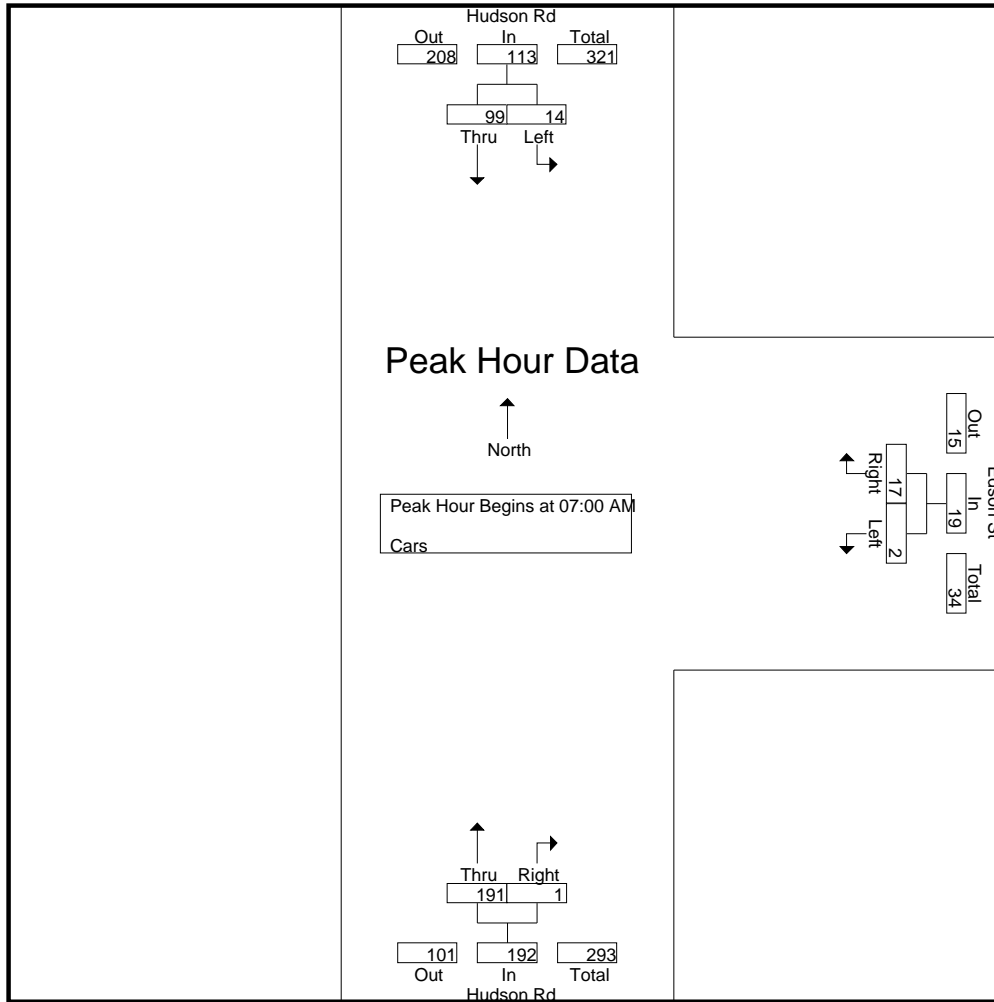 Hudson Rd
Out In Total
208 113 321
99 14
Thru Left
Peak Hour Data
North
Peak Hour Begins at 07:00 AM
Cars
Right Left
17 2
Out In Total
15 19 34
Thru Right
191 1
101 192 293
Out In Total
Hudson Rd